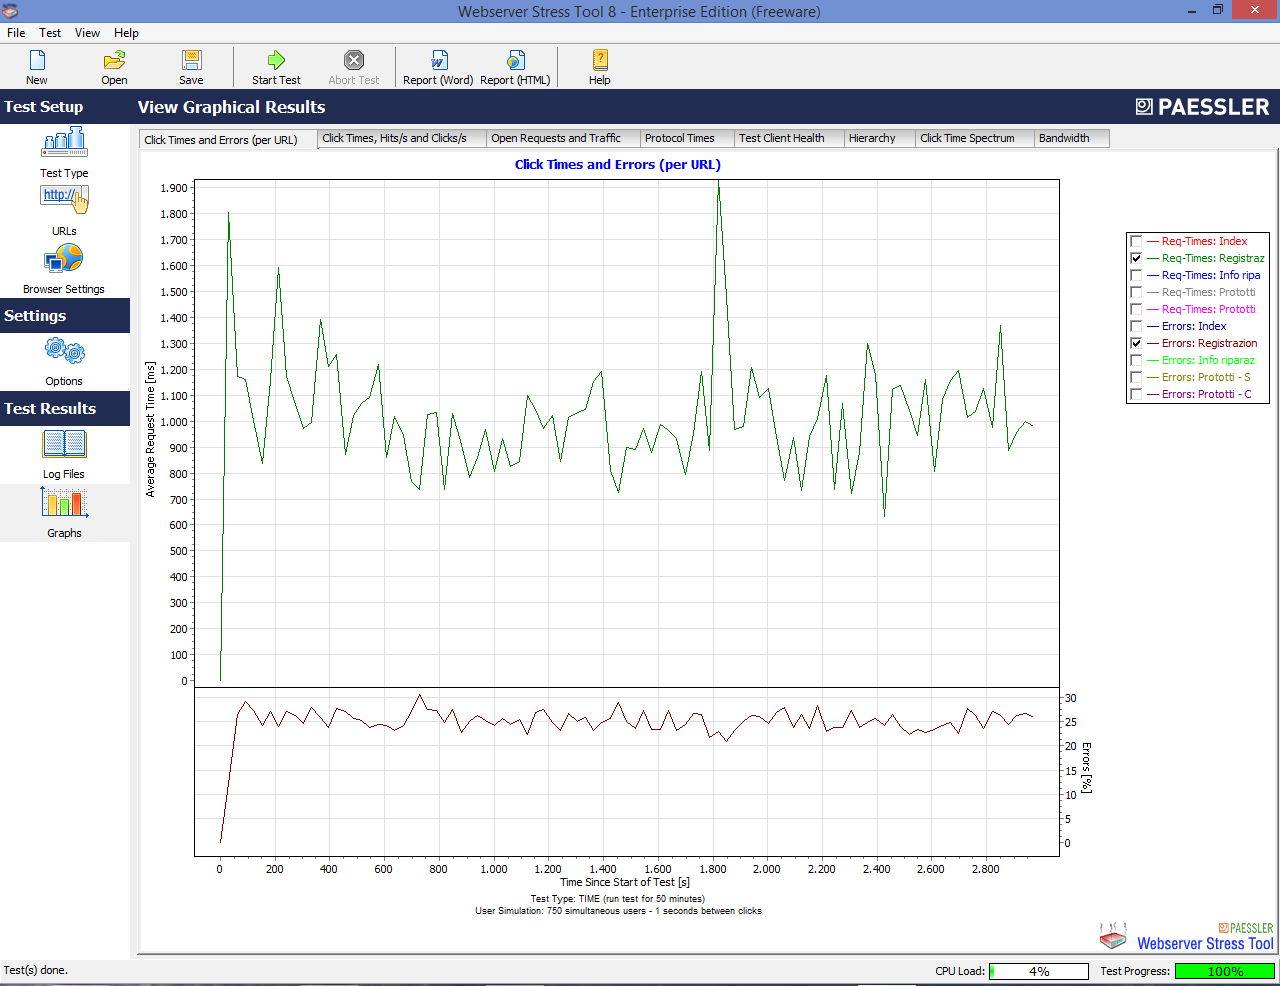 Webserver Stress Tool 8 - Enterprise Edition (Freeware)
File Test View Help
New Open Save Start Test Abort Test Report (Word) Report (HTML) Help
Test Setup
View Graphical Results
PAESSLER
Test Type
http://
URLs
Browser Settings
Settings
Options
Test Results
Log Files
Graphs
Click Times and Errors (per URL) Click Times, Hits/s and Clicks/s Open Requests and Traffic Protocol Times Test Client Health Hierarchy Click Time Spectrum Bandwidth
Click Times and Errors (per URL)
Average Request Time [ms]
1.900
1.800
1.700
1.600
1.500
1.400
1.300
1.200
1.100
1.000
900
800
700
600
500
400
300
200
100
0
30
25
20
15
10
5
0
Errors [%]
0 200 400 600 800 1.000 1.200 1.400 1.600 1.800 2.000 2.200 2.400 2.600 2.800
Time Since Start of Test [s]
Test Type: TIME (run test for 50 minutes)
User Simulation: 750 simultaneous users - 1 seconds between clicks
Req-Times: Index
Req-Times: Registraz
Req-Times: Info ripa
Req-Times: Prototti
Req-Times: Prototti
Errors: Index
Errors: Registrazion
Errors: Info riparaz
Errors: Prototti - S
Errors: Prototti - C
PAESSLER
Webserver Stress Tool
Test(s) done.
CPU Load: 4% Test Progress: 100%